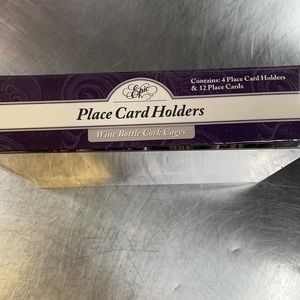 Epic
Place Card Holders
Wine Bottle Cork Cages
Contains: 4 Place Card Holders
& 12 Place Cards